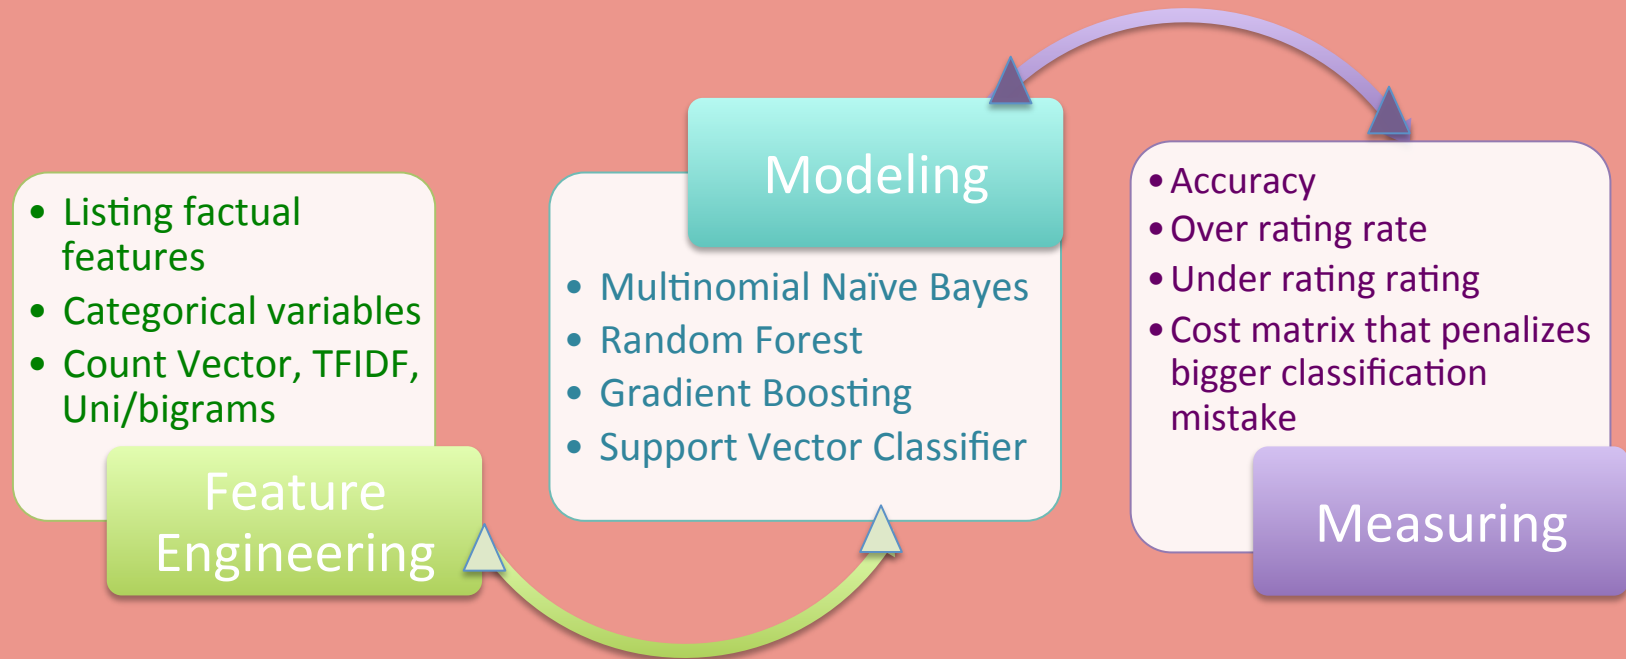 • Listing factual
features
• Categorical variables
• Count Vector, TFIDF,
Uni/bigrams
Feature
Engineering
Modeling
• Multinomial Naïve Bayes
• Random Forest
• Gradient Boosting
• Support Vector Classifier
• Accuracy
• Over rating rate
• Under rating rating
• Cost matrix that penalizes
bigger classification
mistake
Measuring